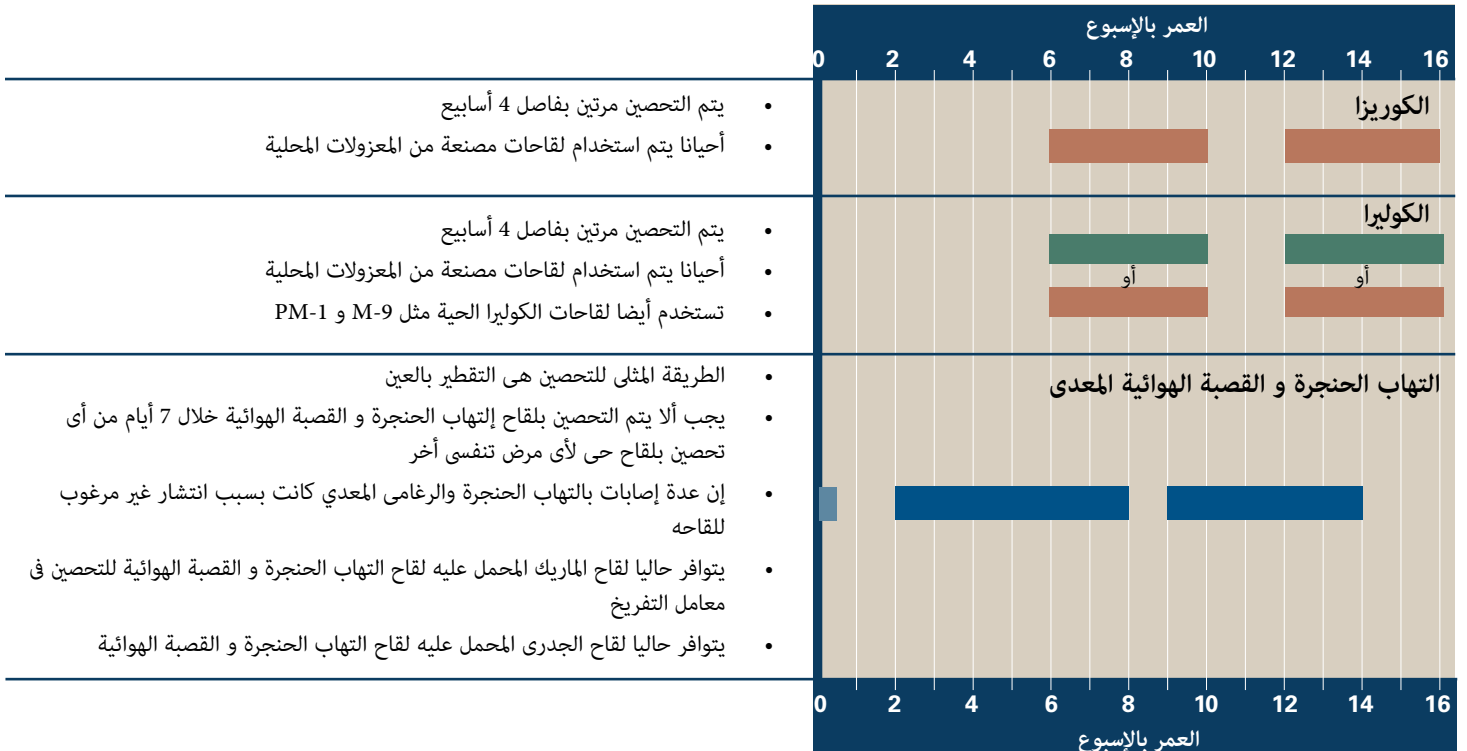 العمر بالإسبوع
0 2 4 6 8 10 12 14 16
الكوريزا
• يتم التحصين مرتين بفاصل 4 أسابيع
• أحيانا يتم استخدام لقاحات مصنعة من المعزولات المحلية
الكوليرا
أو أو
• يتم التحصين مرتين بفاصل 4 أسابيع
• أحيانا يتم استخدام لقاحات مصنعة من المعزولات المحلية
• تستخدم أيضا لقاحات الكوليرا الحية مثل M-9 و PM-1
التهاب الحنجرة و القصبة الهوائية المعدى
• الطريقة المثلى للتحصين هى التقطير بالعين
• يجب ألا يتم التحصين بلقاح إلتهاب الحنجرة و القصبة الهوائية خلال 7 أيام من أى
تحصين بلقاح حى لأى مرض تنفسى أخر
• إن عدة إصابات بالتهاب الحنجرة والرغامى المعدي كانت بسبب انتشار غير مرغوب
للقاحه
• يتوافر حاليا لقاح الماريك المحمل عليه لقاح التهاب الحنجرة و القصبة الهوائية للتحصين فى
معامل التفريخ
• يتوافر حاليا لقاح الجدرى المحمل عليه لقاح التهاب الحنجرة و القصبة الهوائية
0 2 4 6 8 10 12 14 16
العمر بالإسبوع